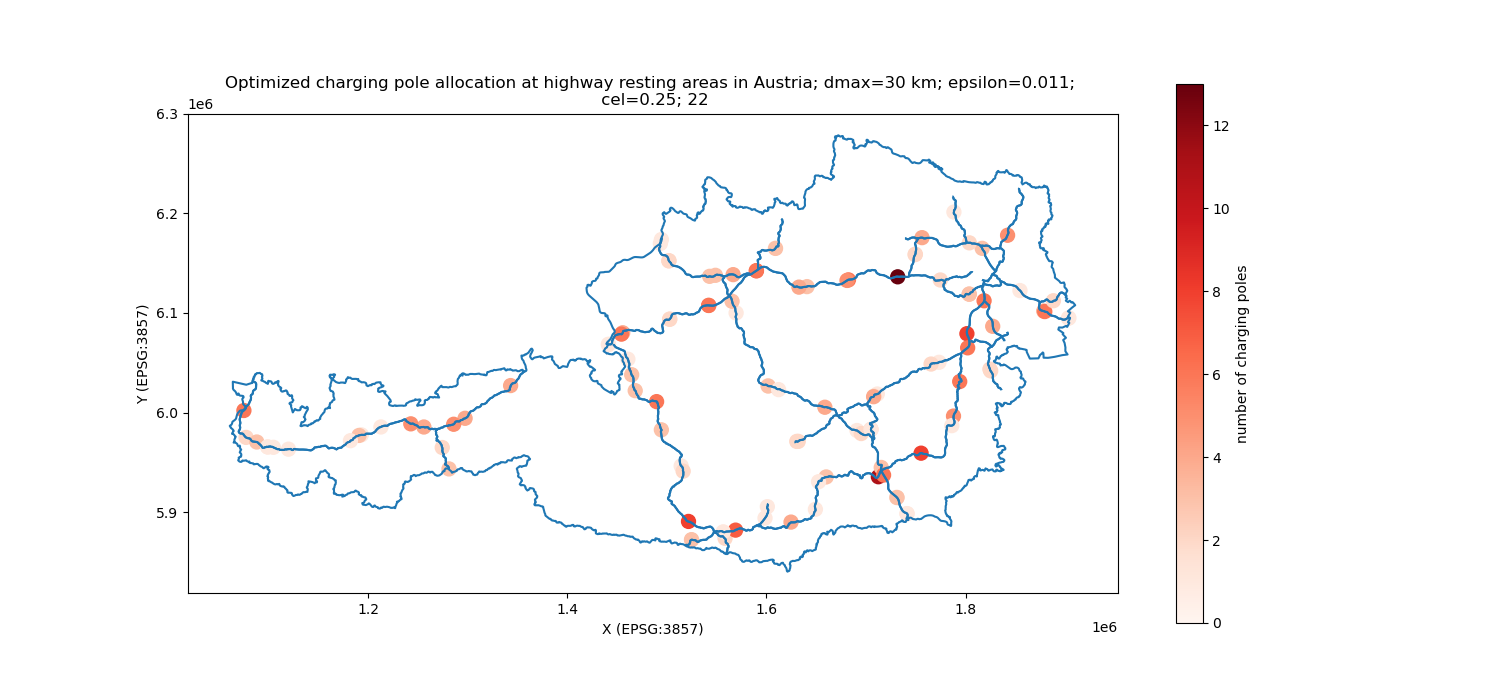 Optimized charging pole allocation at highway resting areas in Austria; dmax=30 km; epsilon=0.011;
cel=0.25; 22
1e6
6.3
6.2
6.1
6.0
5.9
Y (EPSG:3857)
1.2
1.4
1.6
1.8
X (EPSG:3857)
1e6
12
10
8
6
4
2
0
number of charging poles